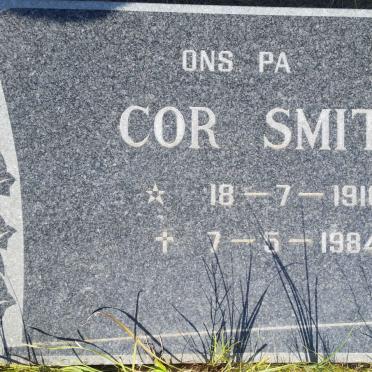 ONS PA
COR SMIT
18-7-191
7-5-1984